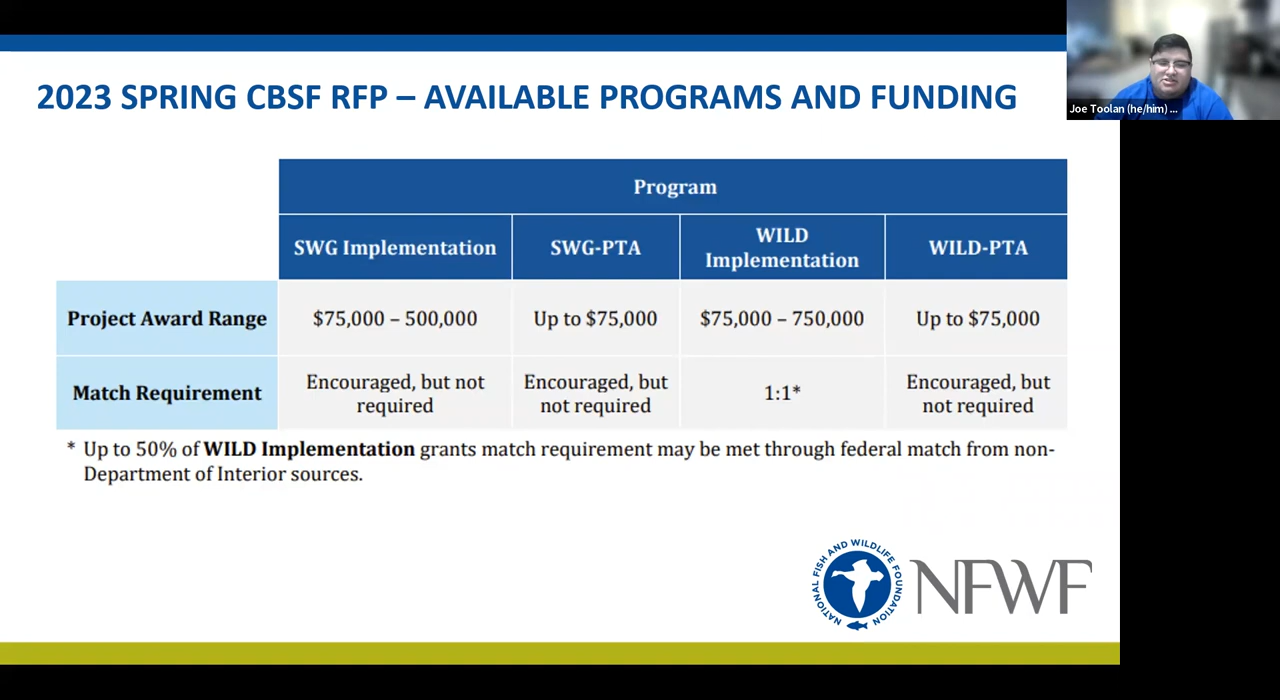 2023 SPRING CBSF RFP – AVAILABLE PROGRAMS AND FUNDING
Joe Toolan (he/him) ...
Program
SWG Implementation
SWG-PTA
WILD
Implementation
WILD-PTA
Project Award Range
$75,000 – 500,000
Up to $75,000
$75,000 – 750,000
Up to $75,000
Match Requirement
Encouraged, but not
required
Encouraged, but
not required
1:1*
Encouraged, but
not required
* Up to 50% of WILD Implementation grants match requirement may be met through federal match from non-
Department of Interior sources.
NATIONAL FISH AND WILDLIFE FOUNDATION
NFWF